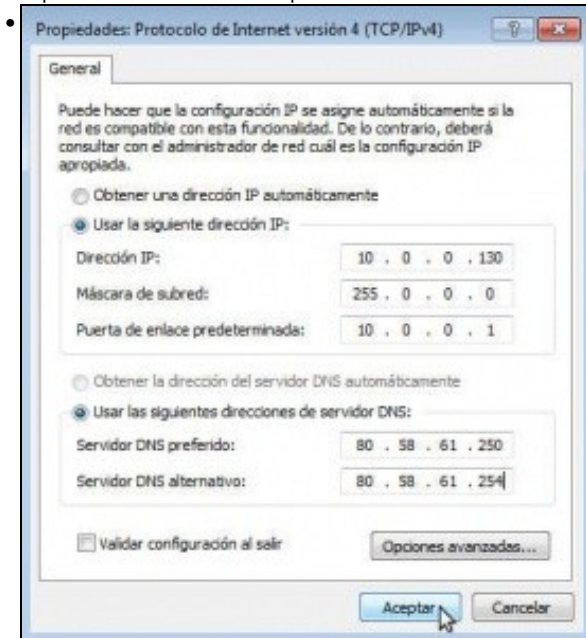 Propiedades: Protocolo de Internet versión 4 (TCP/IPv4)
General
Puede hacer que la configuración IP se asigne automáticamente si la
red es compatible con esta funcionalidad. De lo contrario, deberá
consultar con el administrador de red cuál es la configuración IP
apropiada.
Obtener una dirección IP automáticamente
Usar la siguiente dirección IP:
Dirección IP: 10 . 0 . 0 . 130
Máscara de subred: 255 . 0 . 0 . 0
Puerta de enlace predeterminada: 10 . 0 . 0 . 1
Obtener la dirección del servidor DNS automáticamente
Usar las siguientes direcciones de servidor DNS:
Servidor DNS preferido: 80 . 58 . 61 . 250
Servidor DNS alternativo: 80 . 58 . 61 . 254
Validar configuración al salir
Opciones avanzadas...
Aceptar Cancelar